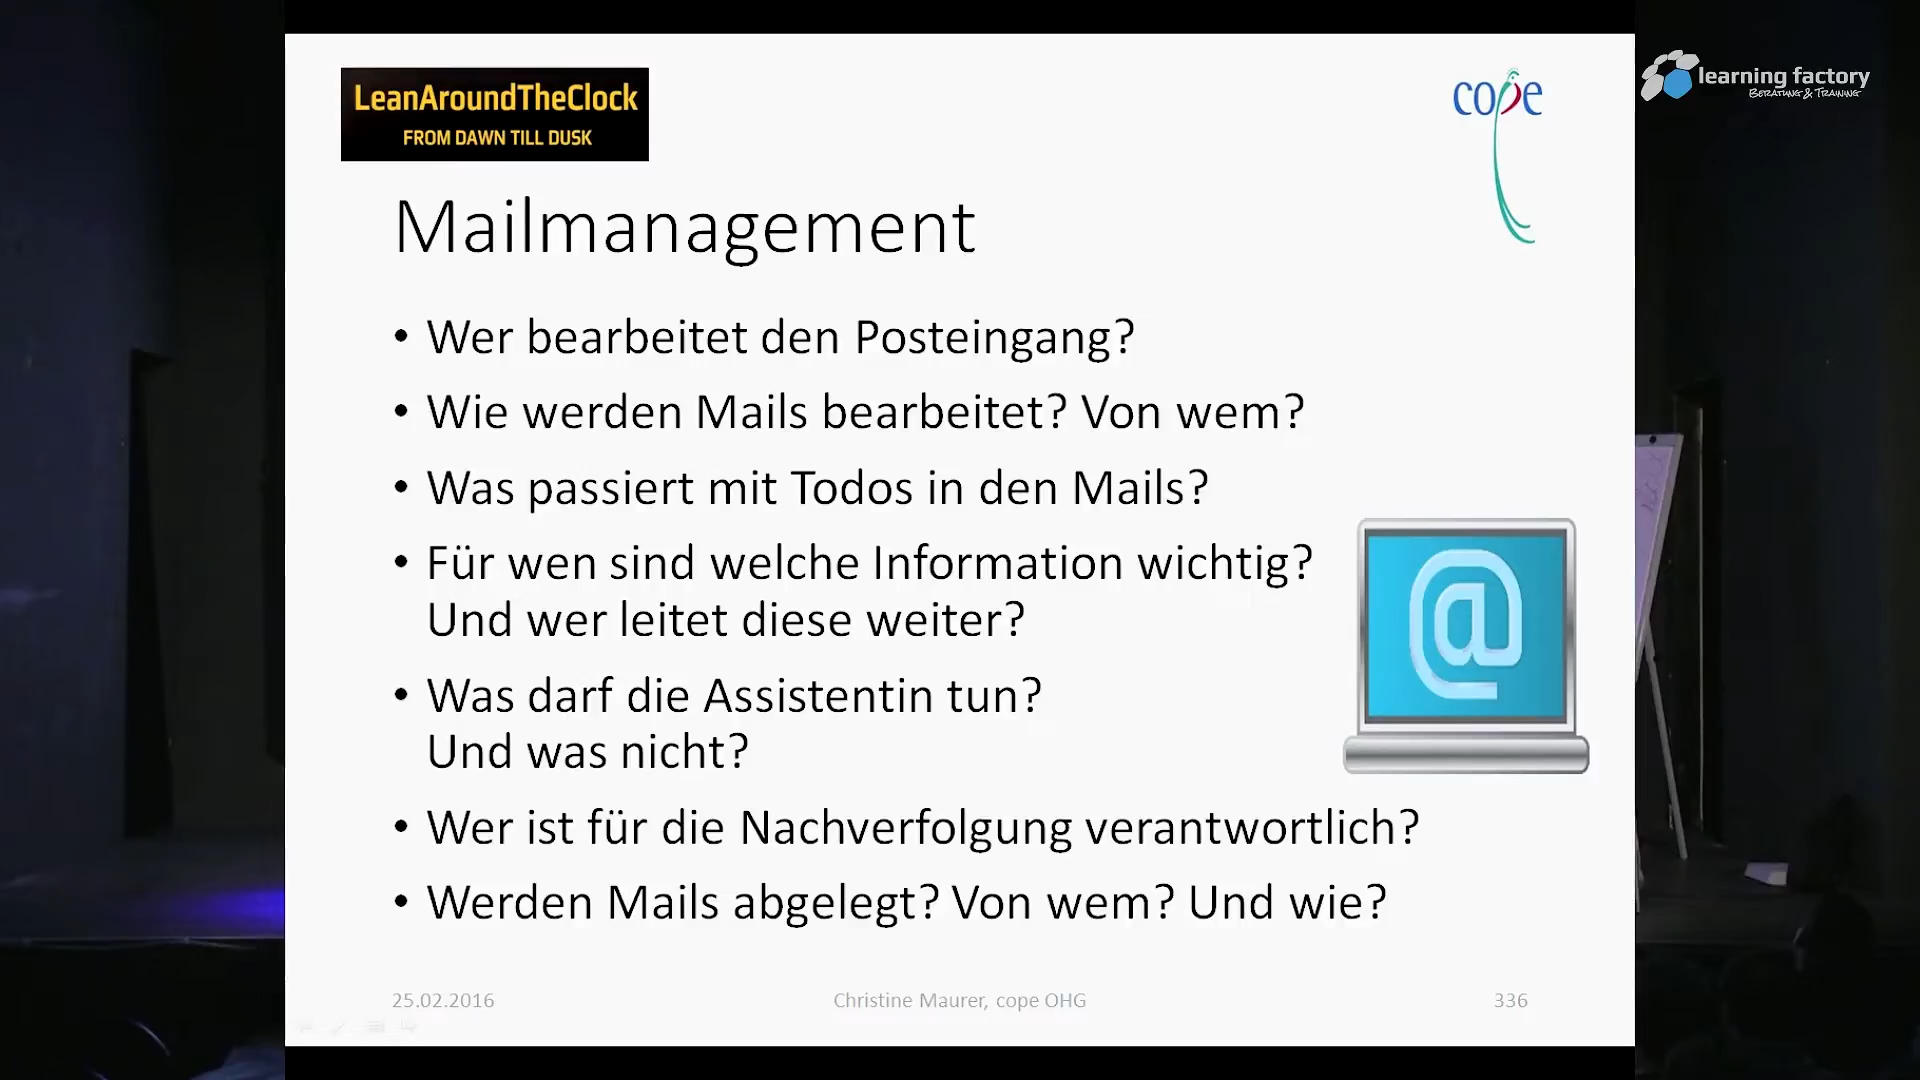 LeanAroundTheClock
FROM DAWN TILL DUSK
cope
learning factory
BERATUNG & TRAINING
Mailmanagement
• Wer bearbeitet den Posteingang?
• Wie werden Mails bearbeitet? Von wem?
• Was passiert mit Todos in den Mails?
• Für wen sind welche Information wichtig?
Und wer leitet diese weiter?
• Was darf die Assistentin tun?
Und was nicht?
• Wer ist für die Nachverfolgung verantwortlich?
• Werden Mails abgelegt? Von wem? Und wie?
@
25.02.2016
Christine Maurer, cope OHG
336